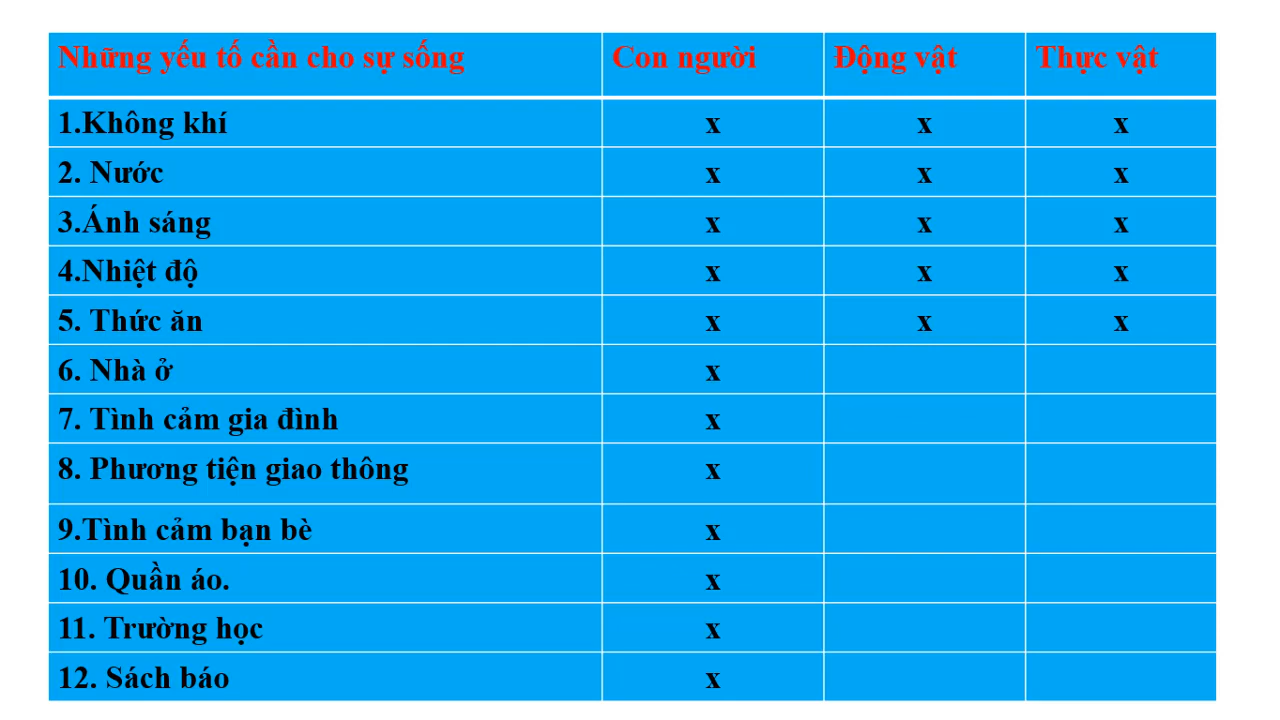 Những yếu tố cần cho sự sống Con người Động vật Thực vật
1.Không khí x x x
2. Nước x x x
3.Ánh sáng x x x
4.Nhiệt độ x x x
5. Thức ăn x x x
6. Nhà ở x
7. Tình cảm gia đình x
8. Phương tiện giao thông x
9.Tình cảm bạn bè x
10. Quần áo. x
11. Trường học x
12. Sách báo x